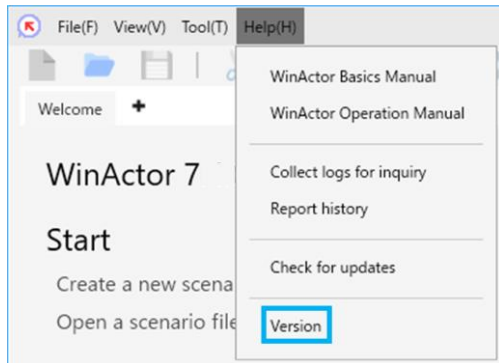 File(F) View(V) Tool(T) Help(H)
WinActor Basics Manual
WinActor Operation Manual
Collect logs for inquiry
Report history
Check for updates
Version
Welcome +
WinActor 7
Start
Create a new
Open a scenario file